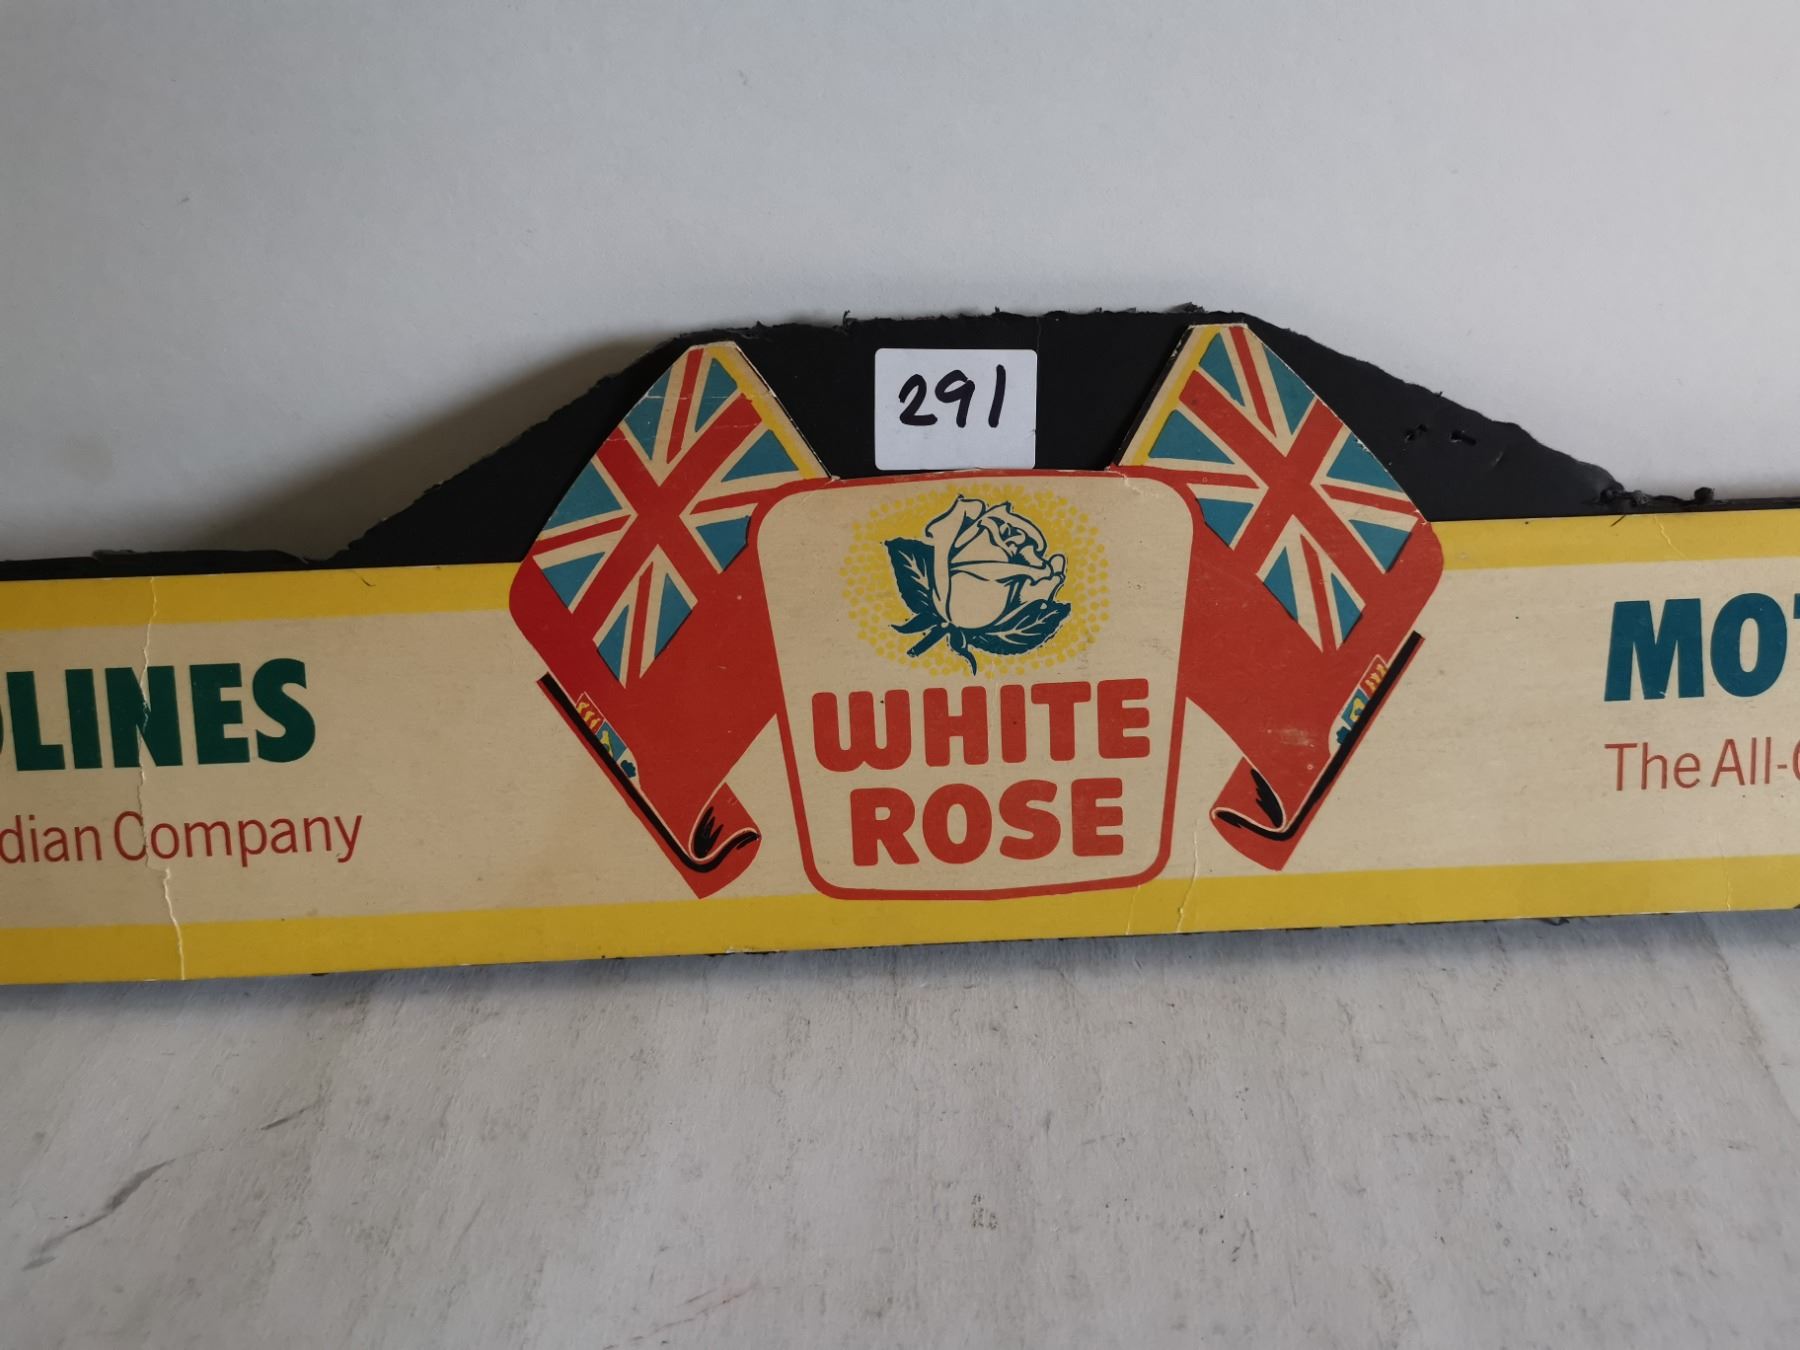 291
OLINES
dian Company
WHITE
ROSE
MOT
The All-C